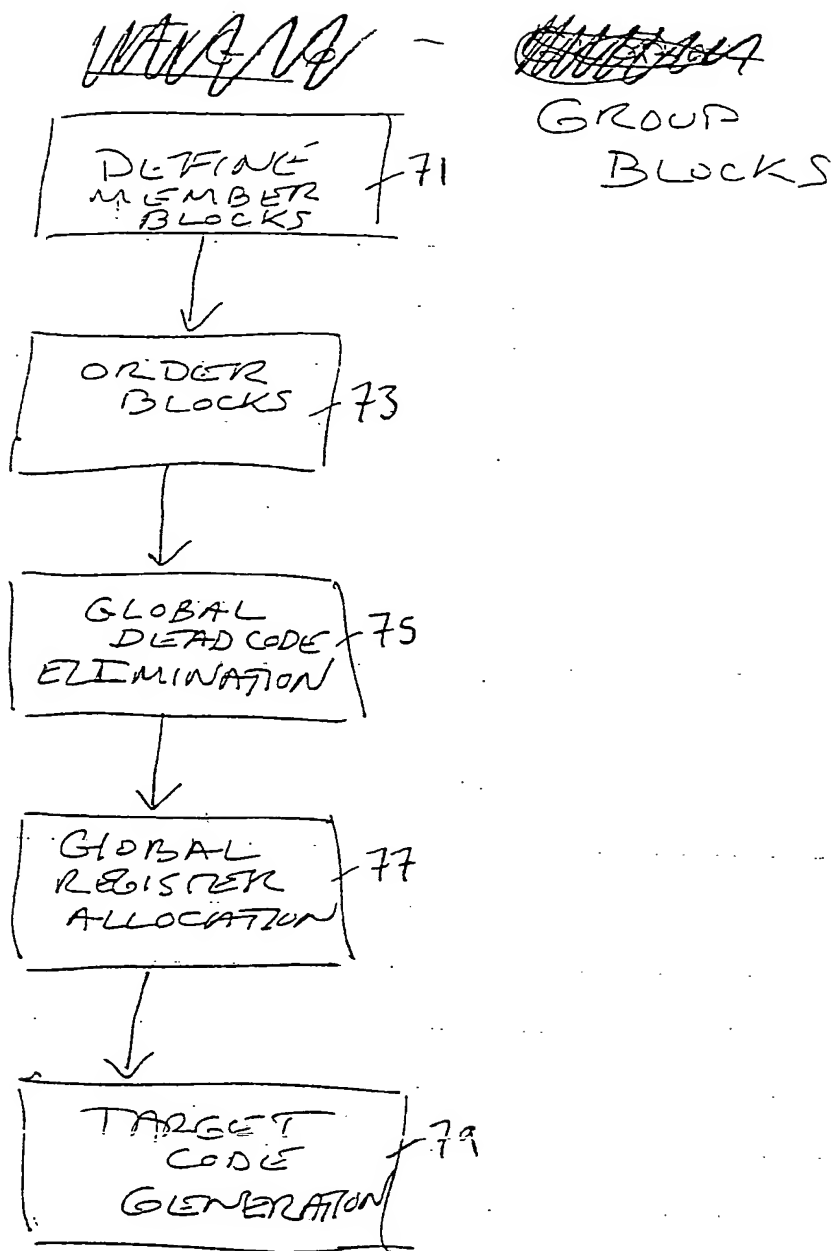 GROUP
BLOCKS
DEFINE
MEMBER
BLOCKS
71
ORDER
BLOCKS
73
GLOBAL
DEAD CODE
ELIMINATION
75
GLOBAL
REGISTER
ALLOCATION
77
TARGET
CODE
GENERATION
79